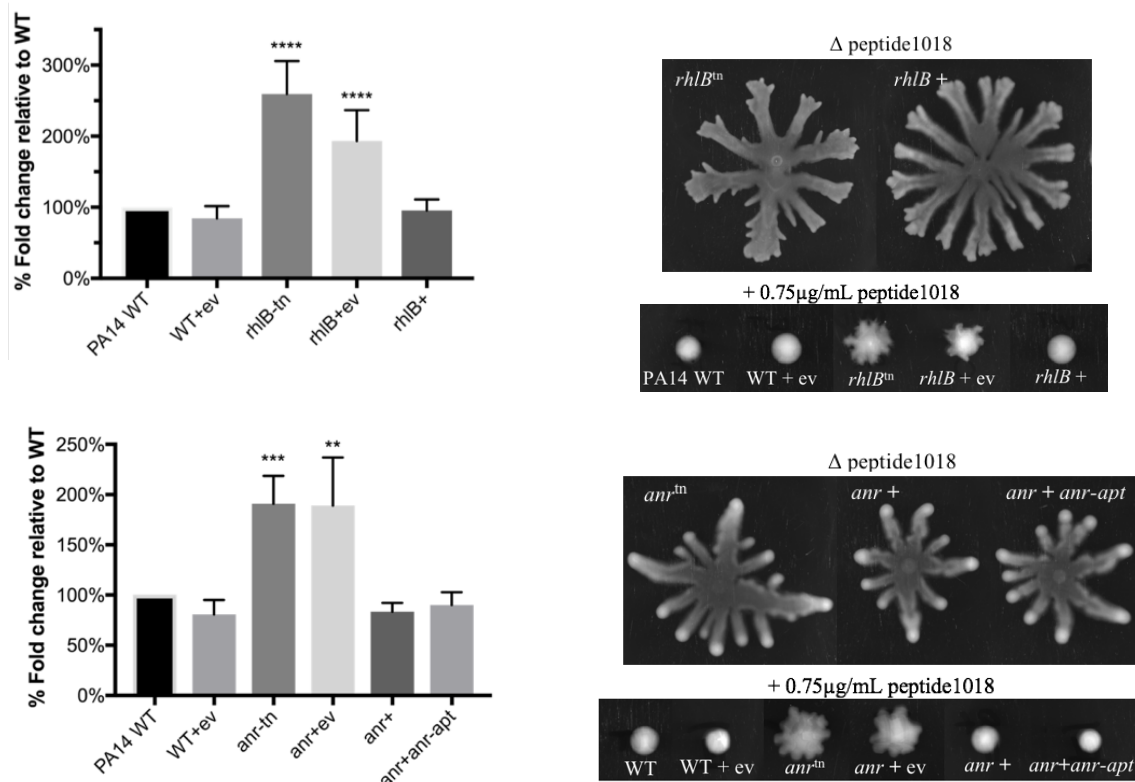 % Fold change relative to WT
300%
200%
100%
0%
****
****
PA14 WT
WT+ev
rhlB-tn
rhlB+ev
rhlB+
Δ peptide1018
rhlBtn
rhlB +
+ 0.75µg/mL peptide1018
PA14 WT
WT + ev
rhlBtn
rhlB + ev
rhlB +
% Fold change relative to WT
250%
200%
150%
100%
50%
0%
***
**
PA14 WT
WT+ev
anr-tn
anr+ev
anr+
anr+anr-apt
Δ peptide1018
anrtn
anr +
anr + anr-apt
+ 0.75µg/mL peptide1018
WT
WT + ev
anrtn
anr + ev
anr +
anr+anr-apt